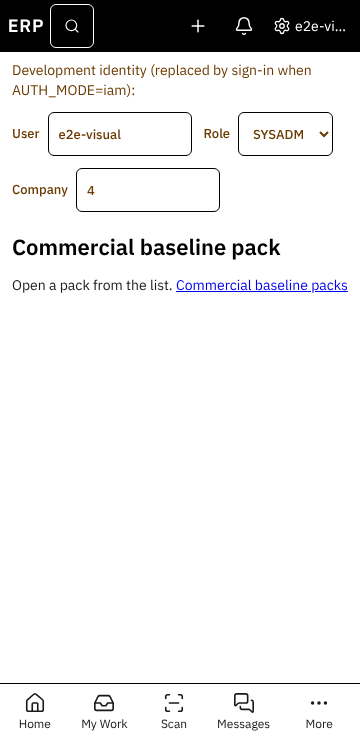 ERP
e2e-vi...
Development identity (replaced by sign-in when
AUTH_MODE=iam):
User e2e-visual Role SYSADM
Company 4
Commercial baseline pack
Open a pack from the list. Commercial baseline packs
Home My Work Scan Messages More